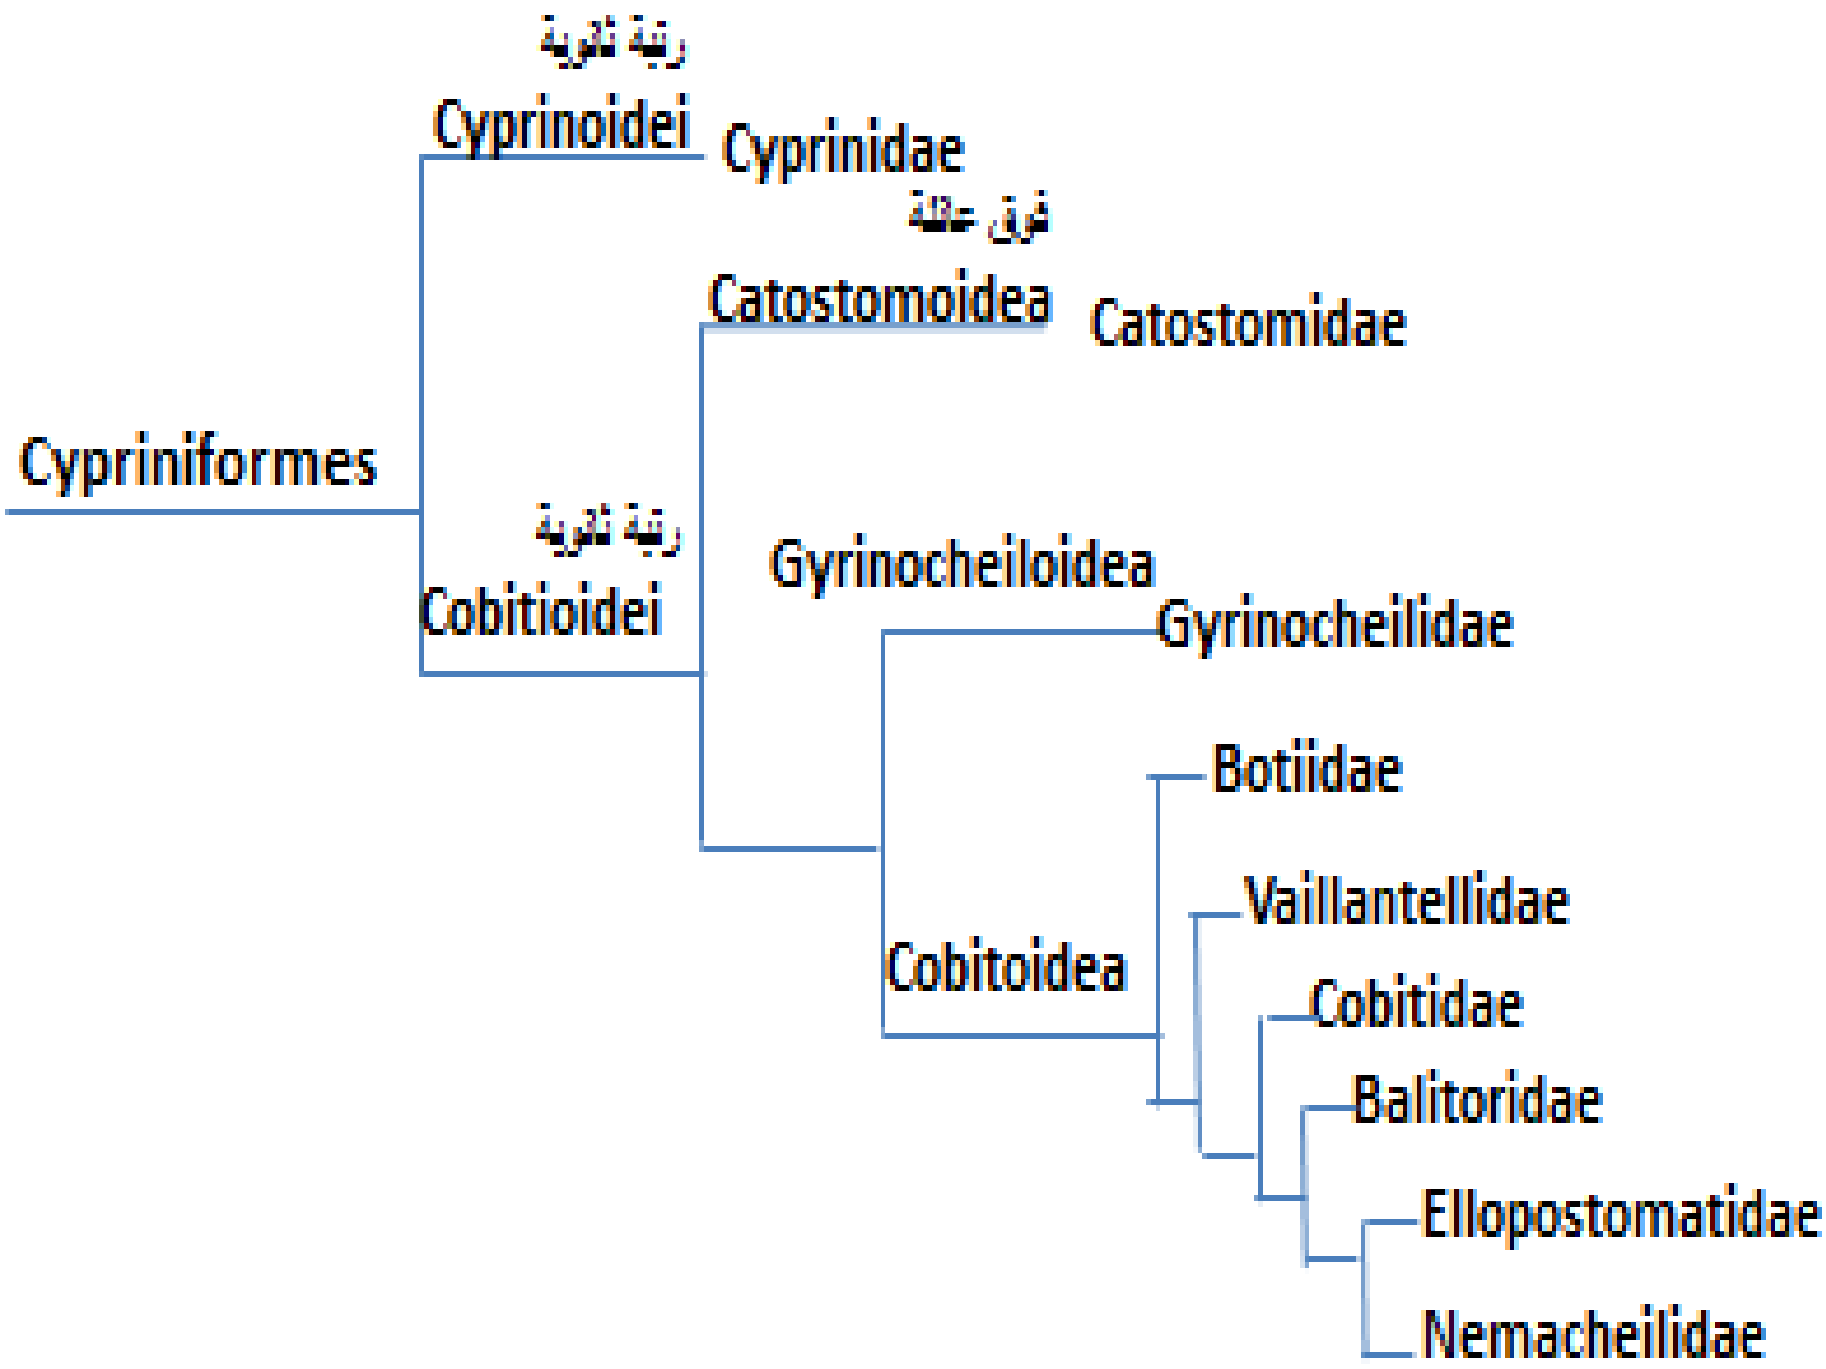 رتبة ثانوية
Cyprinoidei
Cyprinidae
فوق عائلة
Catostomoidea
Catostomidae
Cypriniformes
رتبة ثانوية
Cobitioidei
Gyrinocheiloidea
Gyrinocheilidae
Botiidae
Vaillantellidae
Cobitoidea
Cobitidae
Balitoridae
Ellopostomatidae
Nemacheilidae